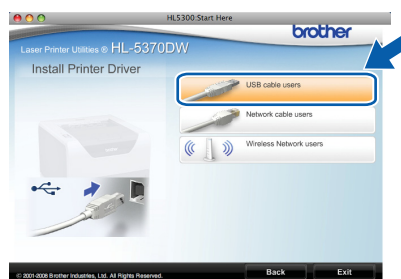 HL5300:Start Here
brother
Laser Printer Utilities ® HL-5370DW
Install Printer Driver
USB cable users
Network cable users
Wireless Network users
© 2001-2008 Brother Industries, Ltd. All Rights Reserved.
Back
Exit